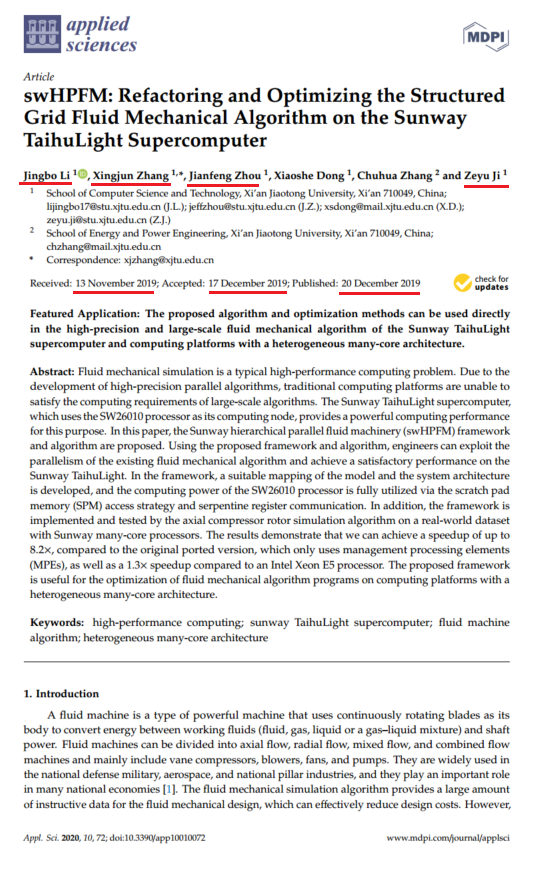 applied
sciences
MDPI
Article
swHPFM: Refactoring and Optimizing the Structured
Grid Fluid Mechanical Algorithm on the Sunway
TaihuLight Supercomputer
Jingbo Li 1 iD, Xingjun Zhang 1,*, Jianfeng Zhou 1, Xiaoshe Dong 1, Chuhua Zhang 2 and Zeyu Ji 1
1 School of Computer Science and Technology, Xi'an Jiaotong University, Xi'an 710049, China;
lijingbo17@stu.xjtu.edu.cn (J.L.); jeffzhou@stu.xjtu.edu.cn (J.Z.); xsdong@mail.xjtu.edu.cn (X.D.);
zeyu.ji@stu.xjtu.edu.cn (Z.J.)
2 School of Energy and Power Engineering, Xi'an Jiaotong University, Xi'an 710049, China;
chzhang@mail.xjtu.edu.cn
* Correspondence: xjzhang@xjtu.edu.cn
Received: 13 November 2019; Accepted: 17 December 2019; Published: 20 December 2019
check for
updates
Featured Application: The proposed algorithm and optimization methods can be used directly
in the high-precision and large-scale fluid mechanical algorithm of the Sunway TaihuLight
supercomputer and computing platforms with a heterogeneous many-core architecture.
Abstract: Fluid mechanical simulation is a typical high-performance computing problem. Due to the
development of high-precision parallel algorithms, traditional computing platforms are unable to
satisfy the computing requirements of large-scale algorithms. The Sunway TaihuLight supercomputer,
which uses the SW26010 processor as its computing node, provides a powerful computing performance
for this purpose. In this paper, the Sunway hierarchical parallel fluid machinery (swHPFM) framework
and algorithm are proposed. Using the proposed framework and algorithm, engineers can exploit the
parallelism of the existing fluid mechanical algorithm and achieve a satisfactory performance on the
Sunway TaihuLight. In the framework, a suitable mapping of the model and the system architecture
is developed, and the computing power of the SW26010 processor is fully utilized via the scratch pad
memory (SPM) access strategy and serpentine register communication. In addition, the framework is
implemented and tested by the axial compressor rotor simulation algorithm on a real-world dataset
with Sunway many-core processors. The results demonstrate that we can achieve a speedup of up to
8.2×, compared to the original ported version, which only uses management processing elements
(MPEs), as well as a 1.3× speedup compared to an Intel Xeon E5 processor. The proposed framework
is useful for the optimization of fluid mechanical algorithm programs on computing platforms with a
heterogeneous many-core architecture.
Keywords: high-performance computing; sunway TaihuLight supercomputer; fluid machine
algorithm; heterogeneous many-core architecture
1. Introduction
A fluid machine is a type of powerful machine that uses continuously rotating blades as its
body to convert energy between working fluids (fluid, gas, liquid or a gas–liquid mixture) and shaft
power. Fluid machines can be divided into axial flow, radial flow, mixed flow, and combined flow
machines and mainly include vane compressors, blowers, fans, and pumps. They are widely used in
the national defense military, aerospace, and national pillar industries, and they play an important role
in many national economies [1]. The fluid mechanical simulation algorithm provides a large amount
of instructive data for the fluid mechanical design, which can effectively reduce design costs. However,
Appl. Sci. 2020, 10, 72; doi:10.3390/app10010072
www.mdpi.com/journal/applsci